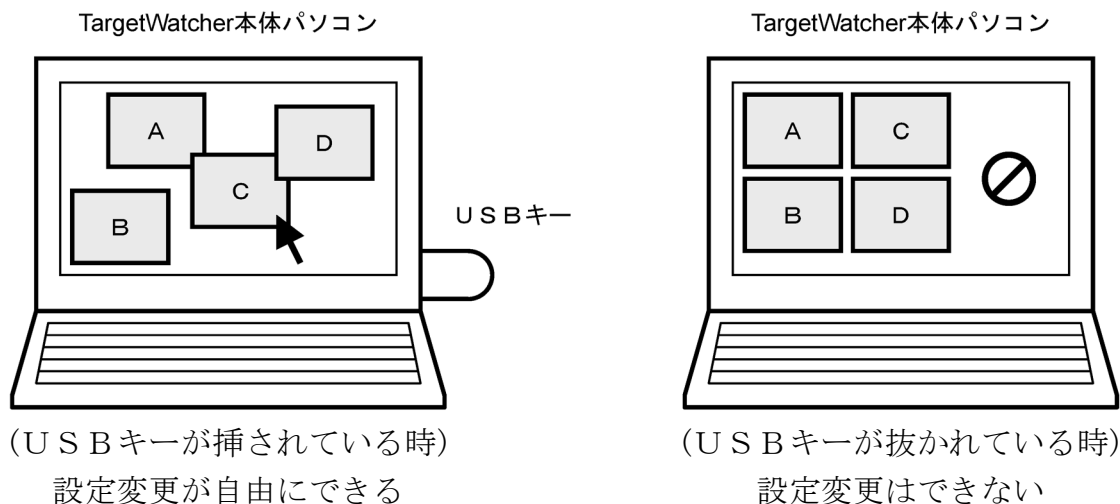 TargetWatcher本体パソコン
A
D
C
B
USBキー
(USBキーが挿されている時)
設定変更が自由にできる
TargetWatcher本体パソコン
A
C
B
D
(USBキーが抜かれている時)
設定変更はできない